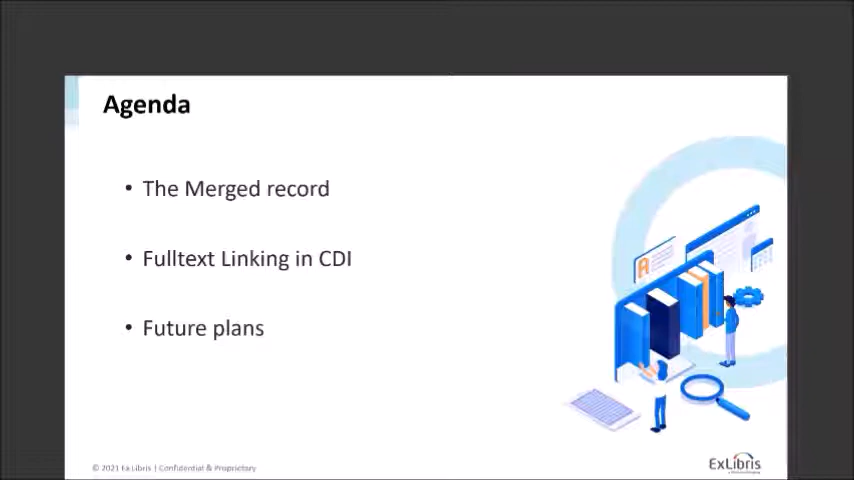 Agenda
• The Merged record
• Fulltext Linking in CDI
• Future plans
© 2021 Ex Libris | Confidential & Proprietary
ExLibris